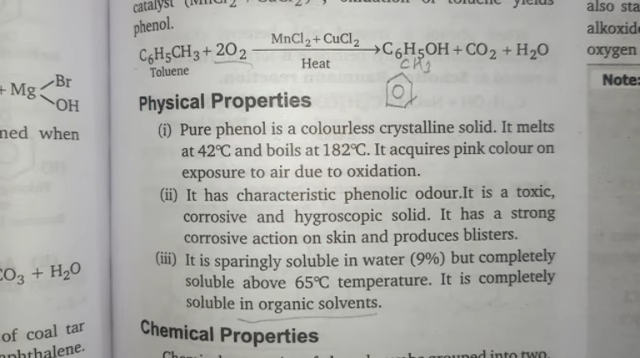 phenol.
MnCl2 + CuCl2
C6H5CH3 + 2O2 → C6H5OH + CO2 + H2O
Toluene
Heat
CH3
Physical Properties
(i) Pure phenol is a colourless crystalline solid. It melts
at 42°C and boils at 182°C. It acquires pink colour on
exposure to air due to oxidation.
(ii) It has characteristic phenolic odour.It is a toxic,
corrosive and hygroscopic solid. It has a strong
corrosive action on skin and produces blisters.
(iii) It is sparingly soluble in water (9%) but completely
soluble above 65°C temperature. It is completely
soluble in organic solvents.
Chemical Properties
+ Mg
Br
OH
ned when
CO3 + H2O
of coal tar
aphthalene.
also sta
alkoxide
oxygen
Note: